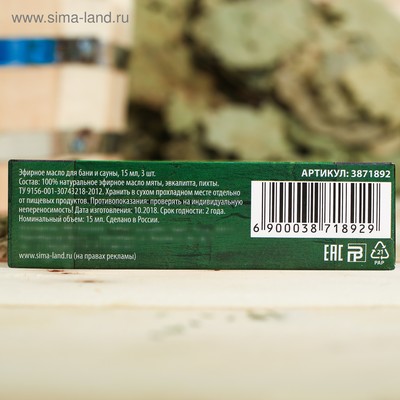 © www.sima-land.ru
Эфирное масло для бани и сауны, 15 мл, 3 шт.
Состав: 100% натуральное эфирное масло мяты, эвкалипта, пихты.
ТУ 9156-001-30743218-2012. Хранить в сухом прохладном месте отдельно
от пищевых продуктов. Противопоказания: проверять на индивидуальную
непереносимость! Дата изготовления: 10.2018. Срок годности: 2 года.
Номинальный объем: 15 мл. Сделано в России.
www.sima-land.ru (на правах рекламы)
АРТИКУЛ: 3871892
6 900038 718929
EAC
21
PAP